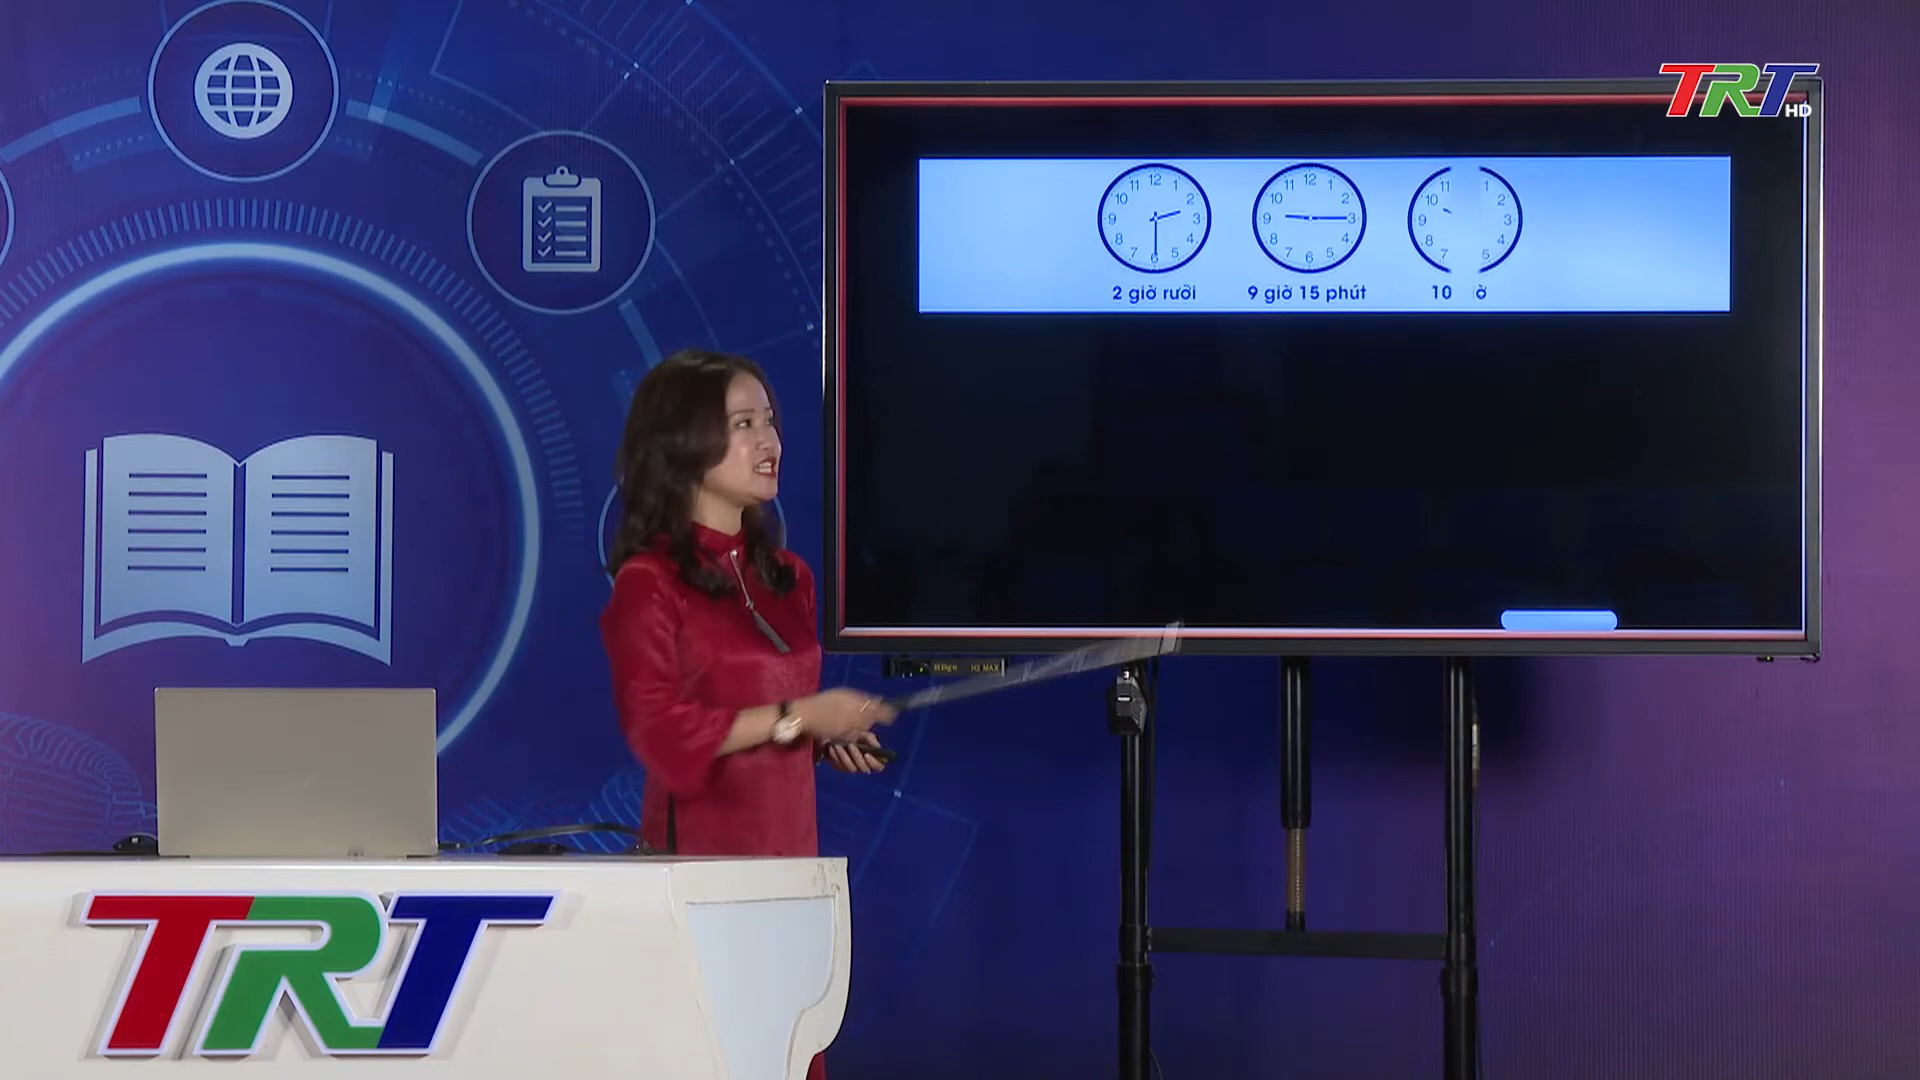 TRT HD
11 12 1 10 2 9 3 8 4 7 6 5
11 12 1 10 2 9 3 8 4 7 6 5
11 1 10 2 9 3 8 4 7 5
2 giờ rưỡi
9 giờ 15 phút
10 ờ
H2 MAX
TRT